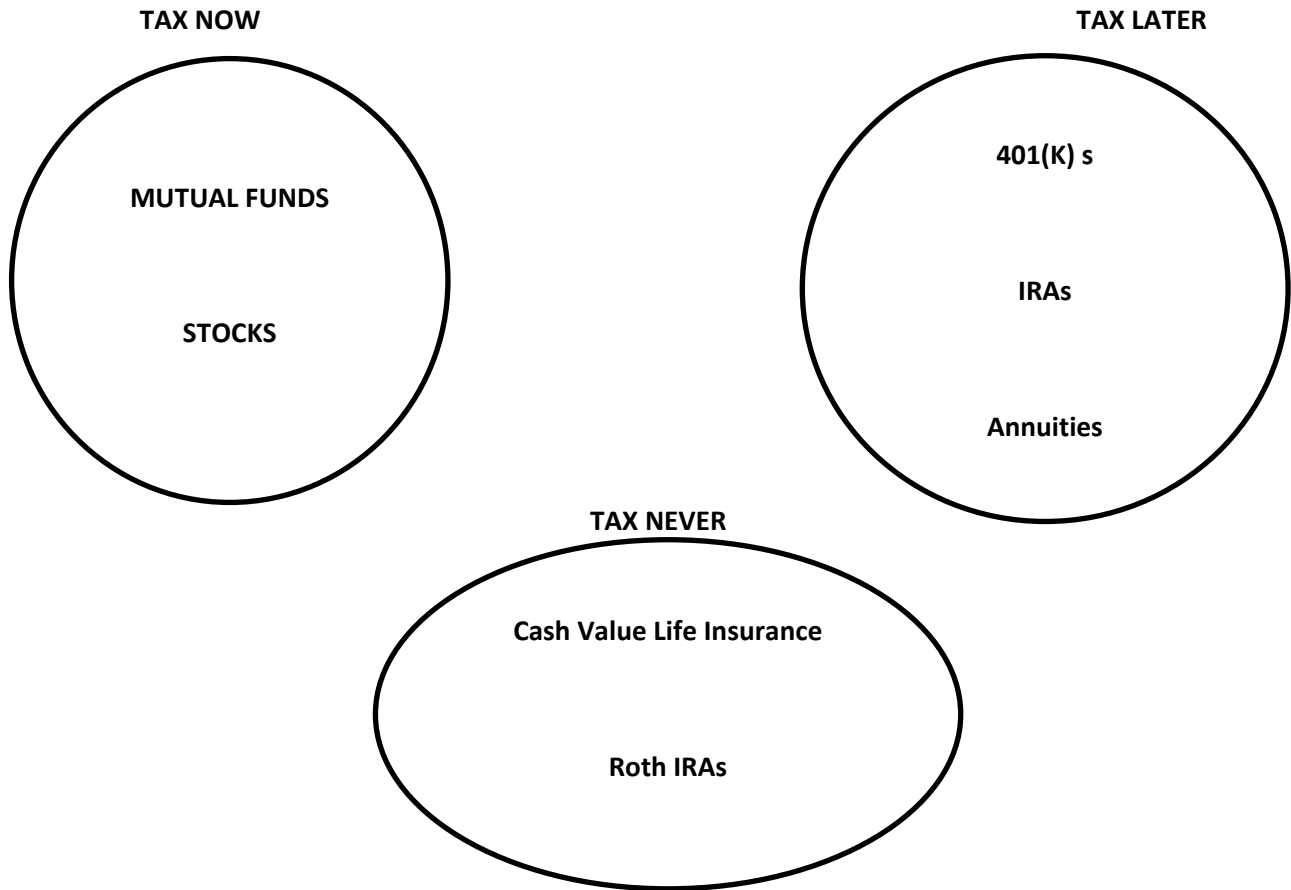 TAX NOW
MUTUAL FUNDS
STOCKS
TAX LATER
401(K) s
IRAs
Annuities
TAX NEVER
Cash Value Life Insurance
Roth IRAs